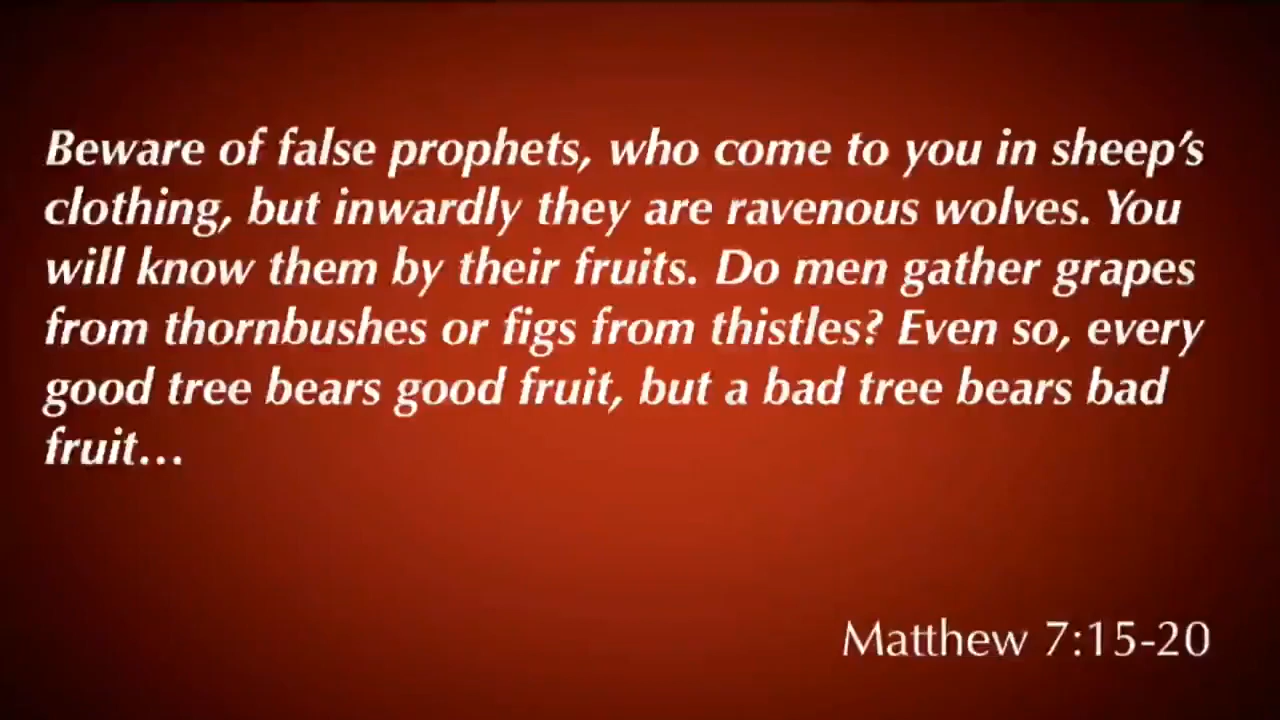 Beware of false prophets, who come to you in sheep’s
clothing, but inwardly they are ravenous wolves. You
will know them by their fruits. Do men gather grapes
from thornbushes or figs from thistles? Even so, every
good tree bears good fruit, but a bad tree bears bad
fruit…
Matthew 7:15-20